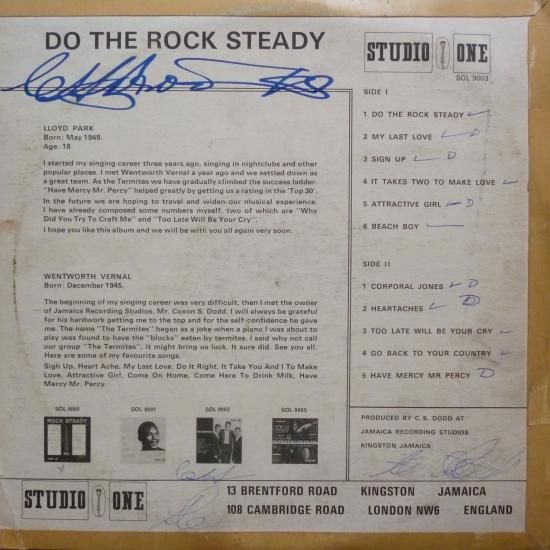 DO THE ROCK STEADY
STUDIO ONE
SOL 9003
LLOYD PARK
Born: May 1949.
Age: 18
I started my singing career three years ago, singing in nightclubs and other
popular places. I met Wentworth Vernal a year ago and we settled down as
a great team. As the Termites we have gradually climbed the success ladder.
"Have Mercy Mr. Percy" helped greatly by getting us a rating in the 'Top 30'.
In the future we are hoping to travel and widen our musical experience.
I have already composed some numbers myself, two of which are "Why
Did You Try To Craft Me" and "Too Late Will Be Your Cry".
I hope you like this album and we will be with you all again very soon.
WENTWORTH VERNAL
Born: December 1945.
The beginning of my singing career was very difficult, then I met the owner
of Jamaica Recording Studios, Mr. Coxon S. Dodd. I will always be grateful
for his hardwork getting me to the top and for the self-confidence he gave
me. The name "The Termites" began as a joke when a piano I was about to
play was found to have the "blocks" eaten by termites. I said why not call
our group "The Termites", it might bring us luck. It sure did. See you all.
Here are some of my favourite songs.
Sigh Up, Heart Ache, My Last Love, Do It Right, It Take You And I To Make
Love, Attractive Girl, Come On Home, Come Here To Drink Milk, Have
Mercy Mr. Percy.
SIDE I
1 DO THE ROCK STEADY
2 MY LAST LOVE D
3 SIGN UP D
4 IT TAKES TWO TO MAKE LOVE
5 ATTRACTIVE GIRL D
6 BEACH BOY
SIDE II
1 CORPORAL JONES D
2 HEARTACHES D
3 TOO LATE WILL BE YOUR CRY
4 GO BACK TO YOUR COUNTRY
5 HAVE MERCY MR PERCY D
SOL 9000
SOL 9001
SOL 9002
SOL 9003
ROCK STEADY
PRODUCED BY C. S. DODD AT
JAMAICA RECORDING STUDIOS
KINGSTON JAMAICA
STUDIO ONE
13 BRENTFORD ROAD KINGSTON JAMAICA
108 CAMBRIDGE ROAD LONDON NW6 ENGLAND